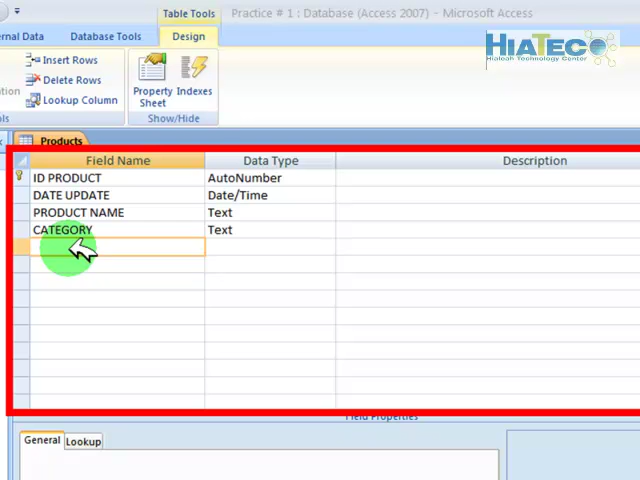 Table Tools
Practice # 1 : Database (Access 2007) - Microsoft Access
rnal Data
Database Tools
Design
HiATeCO
Hialeah Technology Center
Insert Rows
Delete Rows
Lookup Column
Property Sheet
Indexes
Show/Hide
Products
Field Name Data Type Description
ID PRODUCT AutoNumber
DATE UPDATE Date/Time
PRODUCT NAME Text
CATEGORY Text
Field Properties
General Lookup